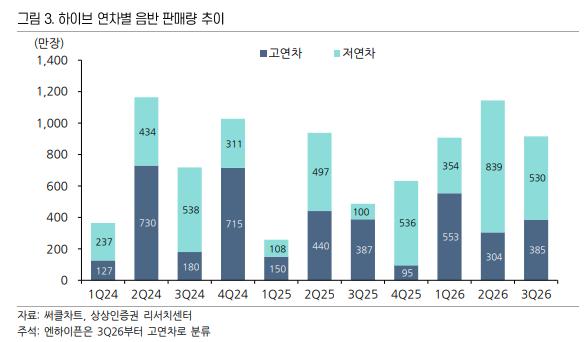 그림 3. 하이브 연차별 음반 판매량 추이
(만장)
■고연차 ■저연차
1,400
1,200
1,000
800
600
400
200
0
237 434 538 311 108 497 100 536 354 839 530
127 730 180 715 150 440 387 95 553 304 385
1Q24 2Q24 3Q24 4Q24 1Q25 2Q25 3Q25 4Q25 1Q26 2Q26 3Q26
자료: 써클차트, 상상인증권 리서치센터
주석: 엔하이픈은 3Q26부터 고연차로 분류